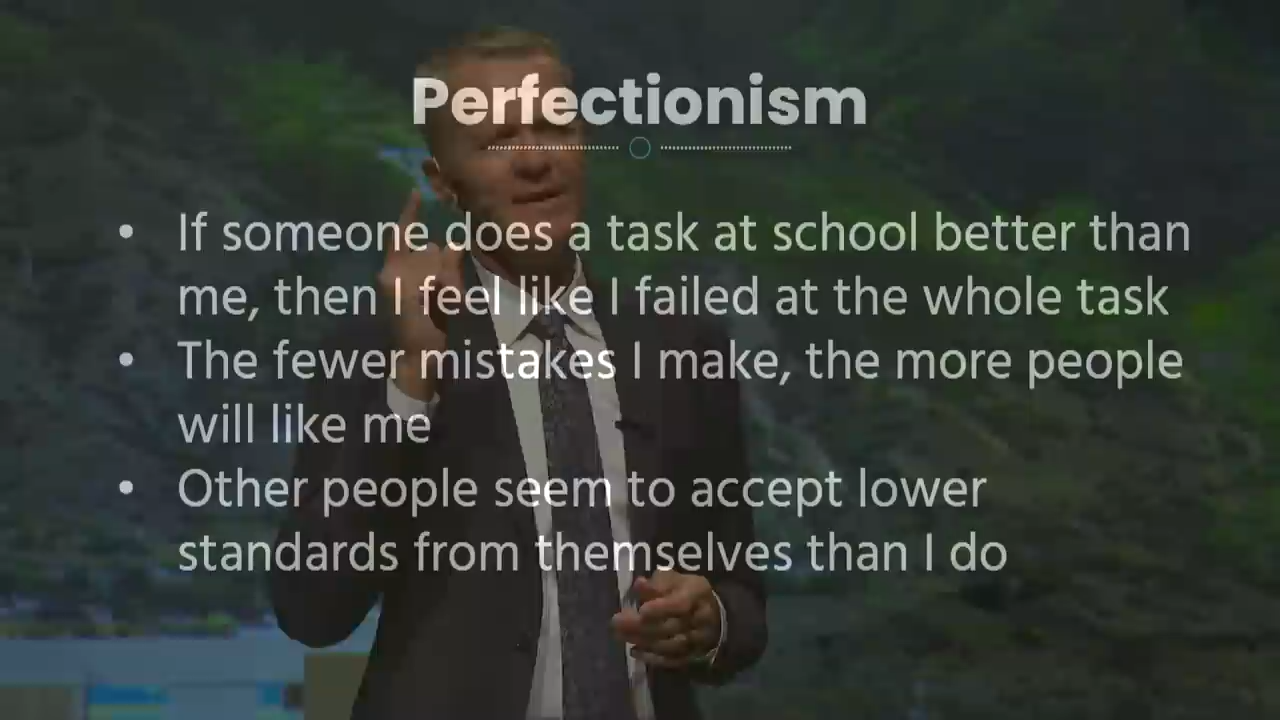 Perfectionism
• If someone does a task at school better than
me, then I feel like I failed at the whole task
• The fewer mistakes I make, the more people
will like me
• Other people seem to accept lower
standards from themselves than I do